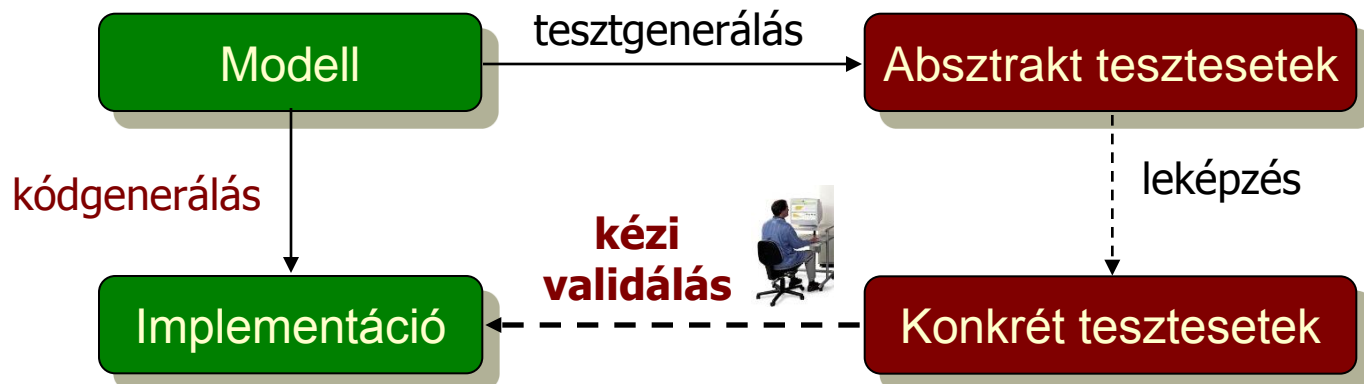 tesztgenerálás
Modell
Absztrakt tesztesetek
kódgenerálás
leképzés
kézi
validálás
Implementáció
Konkrét tesztesetek